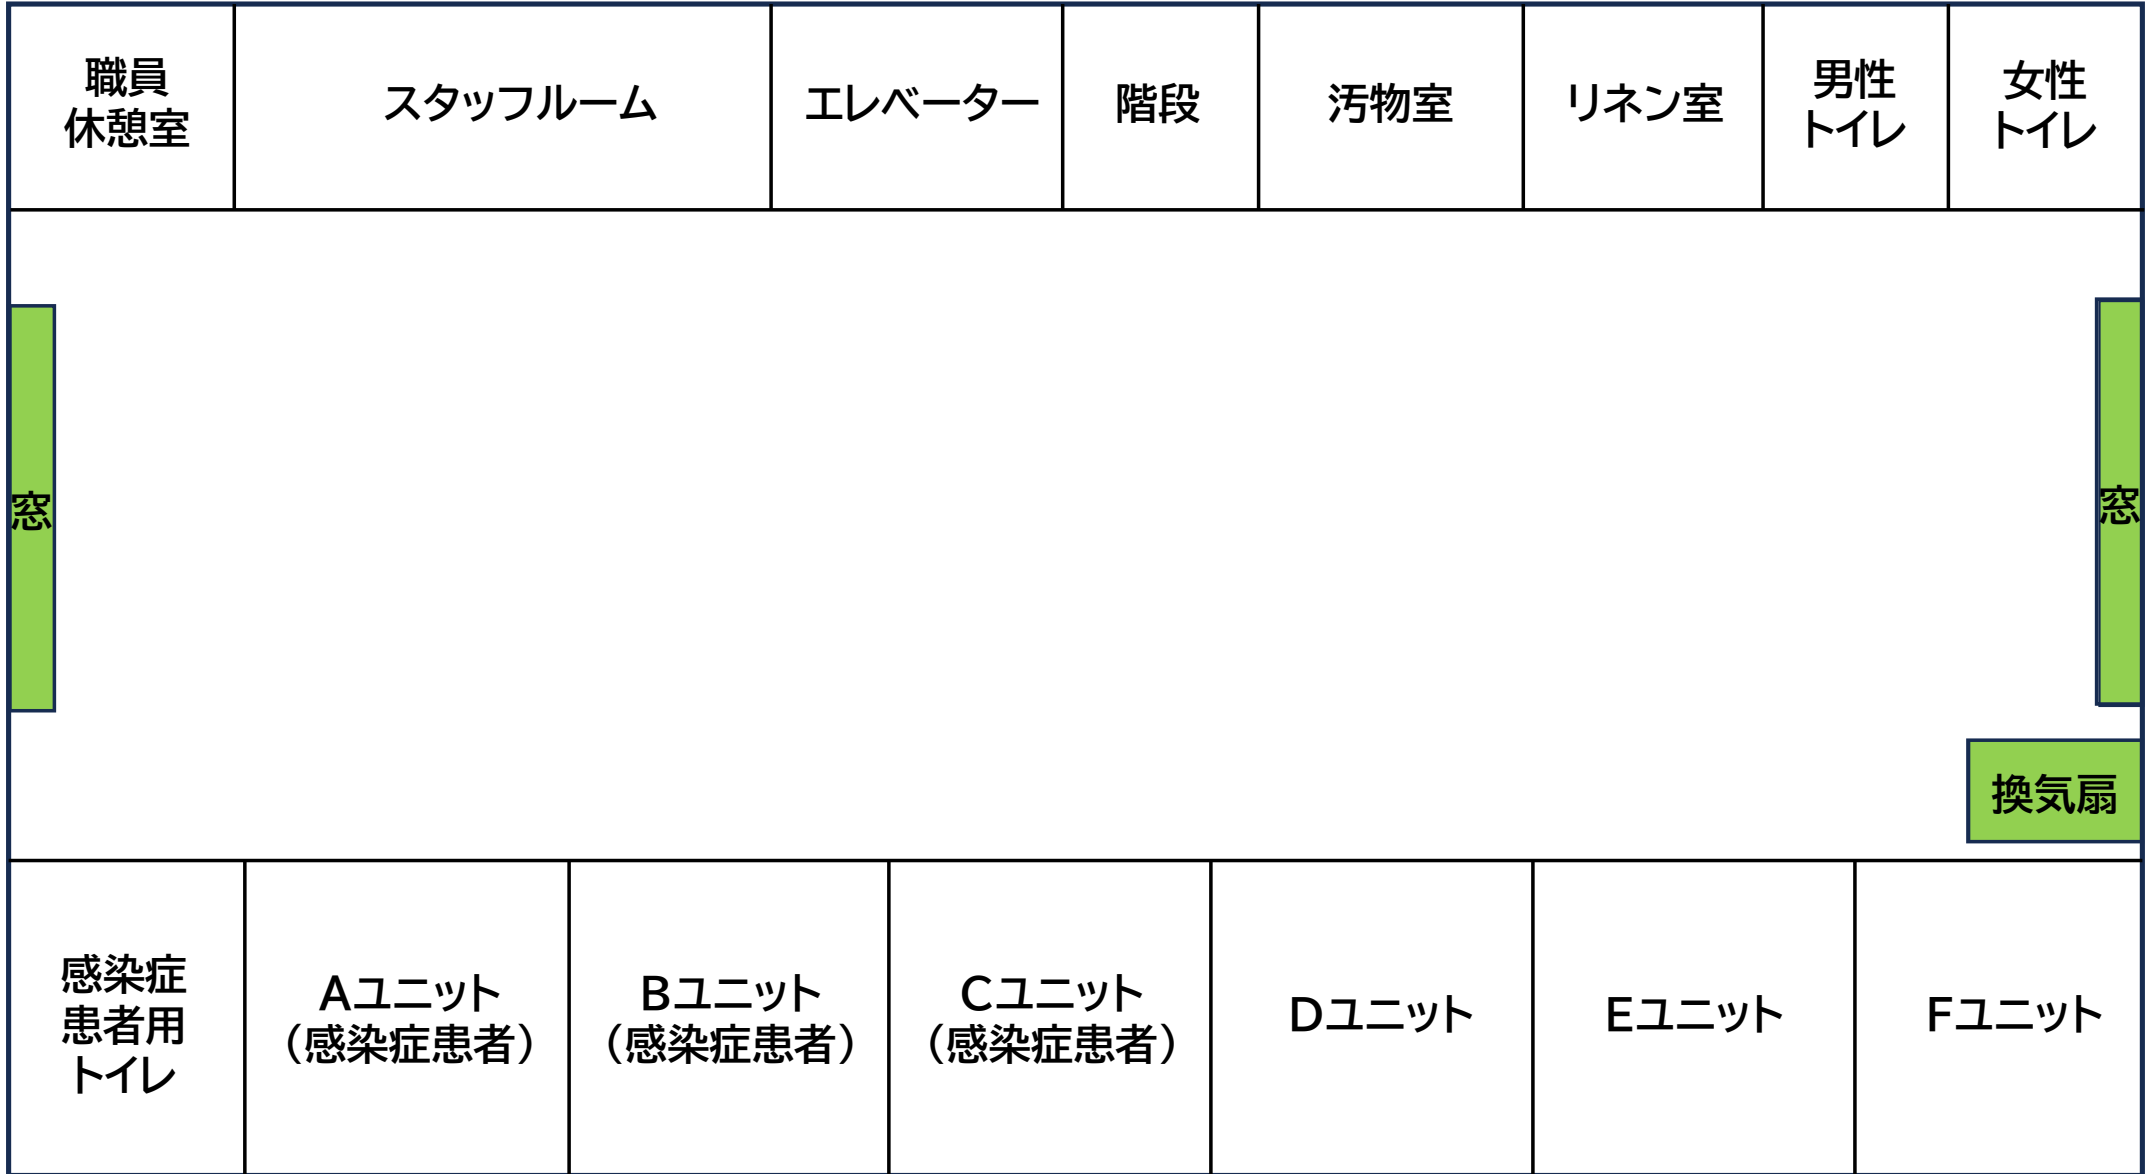 職員
休憩室
スタッフルーム
エレベーター
階段
汚物室
リネン室
男性
トイレ
女性
トイレ
窓
窓
換気扇
感染症
患者用
トイレ
Aユニット
（感染症患者）
Bユニット
（感染症患者）
Cユニット
（感染症患者）
Dユニット
Eユニット
Fユニット